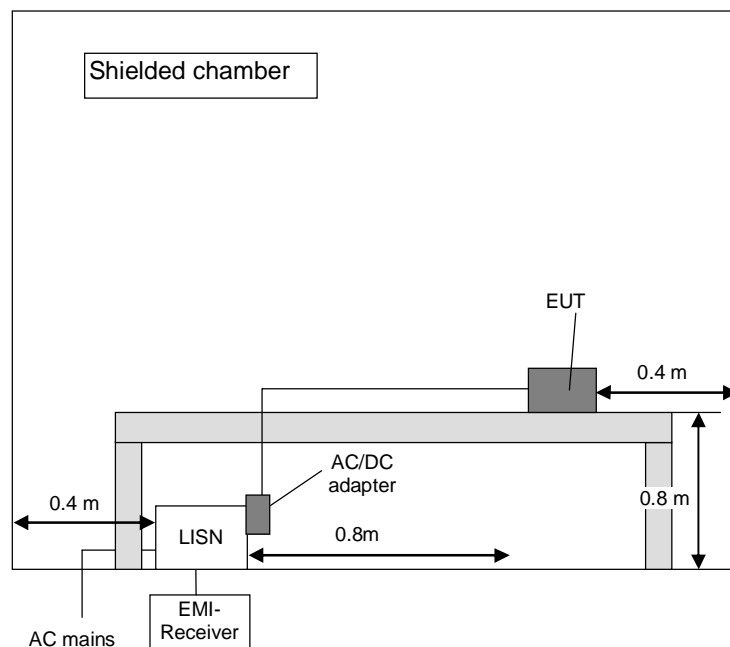 Shielded chamber
EUT
0.4 m
AC/DC
adapter
0.4 m
0.8 m
LISN
0.8m
EMI-
Receiver
AC mains